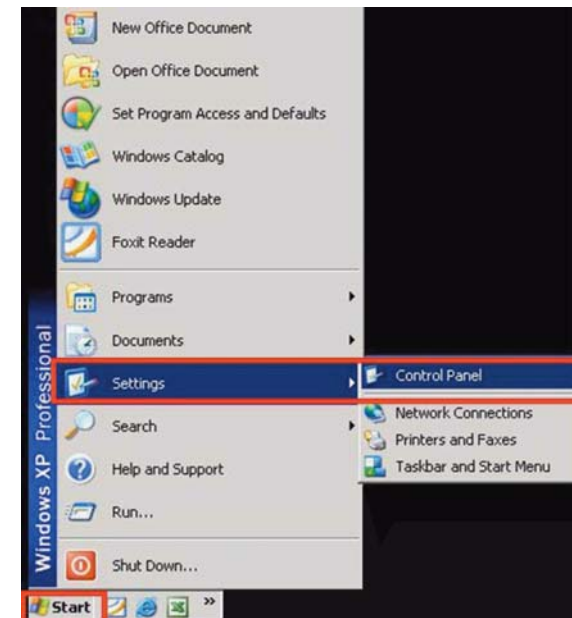 New Office Document
Open Office Document
Set Program Access and Defaults
Windows Catalog
Windows Update
Foxit Reader
Programs
Documents
Settings
Control Panel
Search
Network Connections
Printers and Faxes
Help and Support
Taskbar and Start Menu
Run...
Shut Down...
Windows XP Professional
Start
»